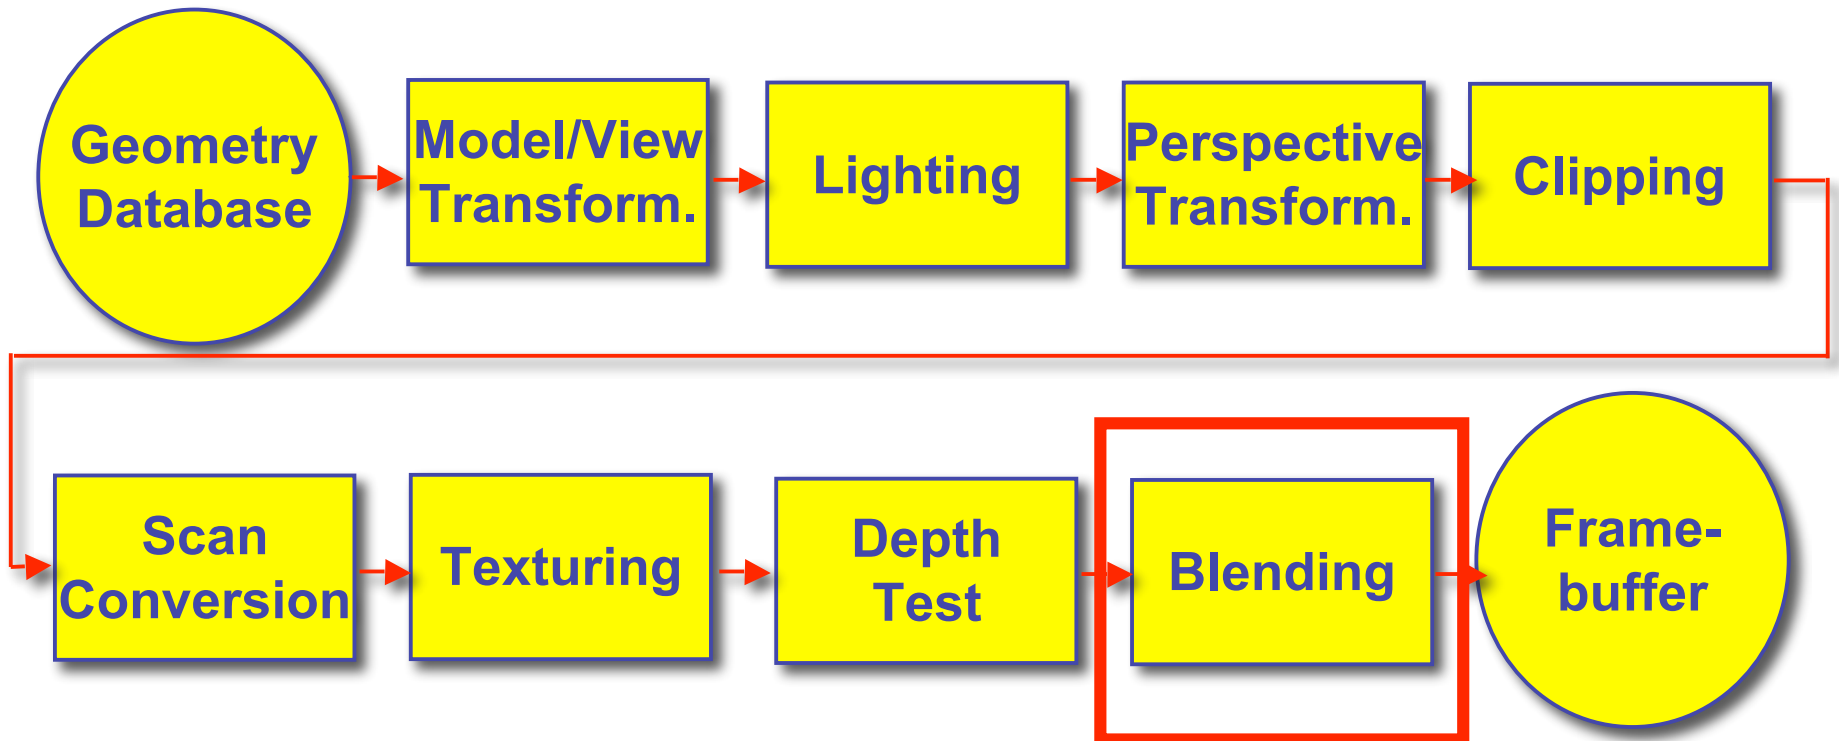 Geometry
Database
Model/View
Transform.
Lighting
Perspective
Transform.
Clipping
Scan
Conversion
Texturing
Depth
Test
Blending
Frame-
buffer